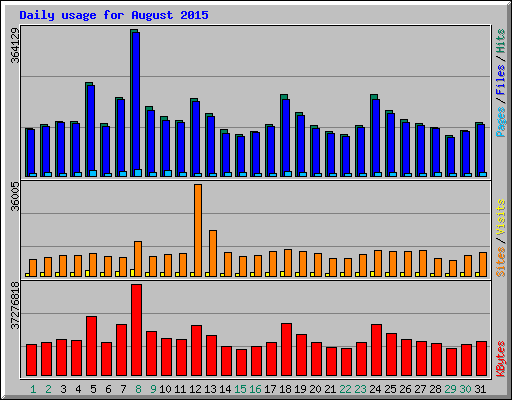 Daily usage for August 2015
364129
Pages / Files / Hits
36005
Sites / Visits
37276818
KBytes
1 2 3 4 5 6 7 8 9 10 11 12 13 14 15 16 17 18 19 20 21 22 23 24 25 26 27 28 29 30 31